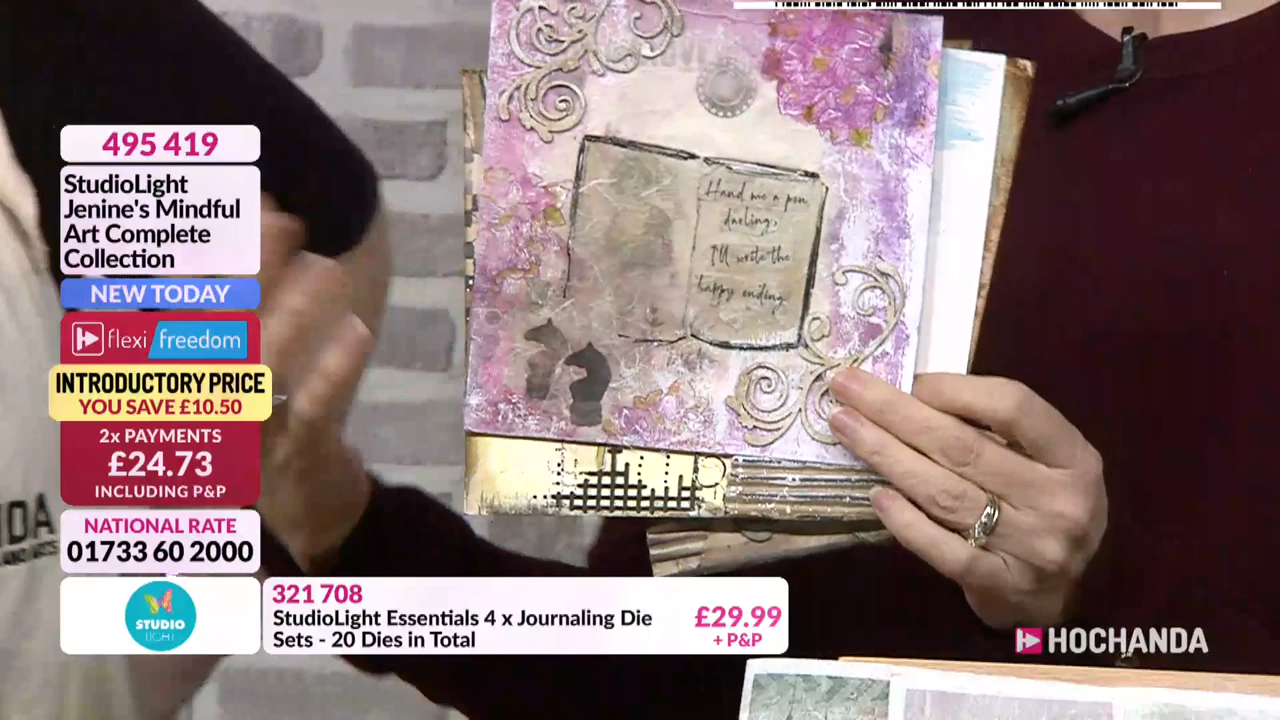 495 419
StudioLight
Jenine's Mindful
Art Complete
Collection
NEW TODAY
flexi freedom
INTRODUCTORY PRICE
YOU SAVE £10.50
2x PAYMENTS
£24.73
INCLUDING P&P
NATIONAL RATE
01733 60 2000
STUDIO
LIGHT
321 708
StudioLight Essentials 4 x Journaling Die
Sets - 20 Dies in Total
£29.99
+ P&P
HOCHANDA
Hand me a pen
darling,
I'll write the
happy ending.